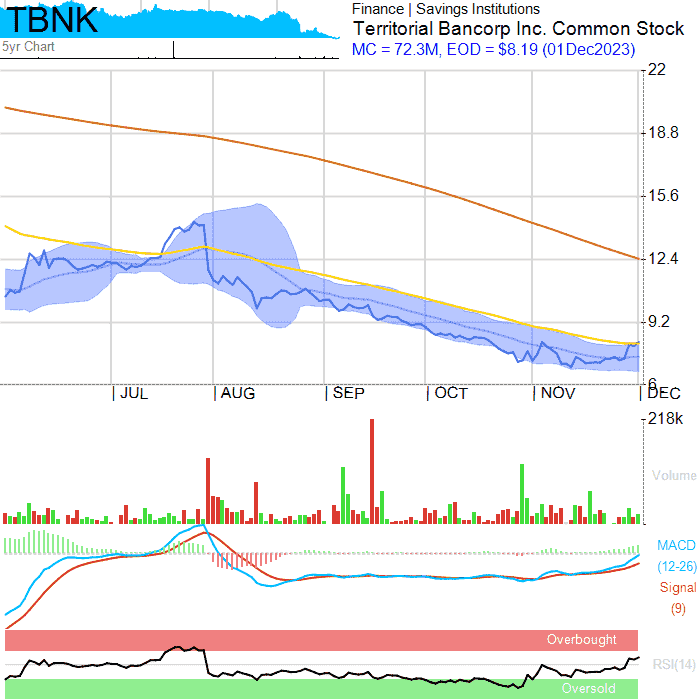 TBNK
5yr Chart
Finance | Savings Institutions
Territorial Bancorp Inc. Common Stock
MC = 72.3M, EOD = $8.19 (01Dec2023)
22
18.8
15.6
12.4
9.2
6
JUL
AUG
SEP
OCT
NOV
DEC
218k
Volume
MACD
(12-26)
Signal
(9)
Overbought
RSI(14)
Oversold